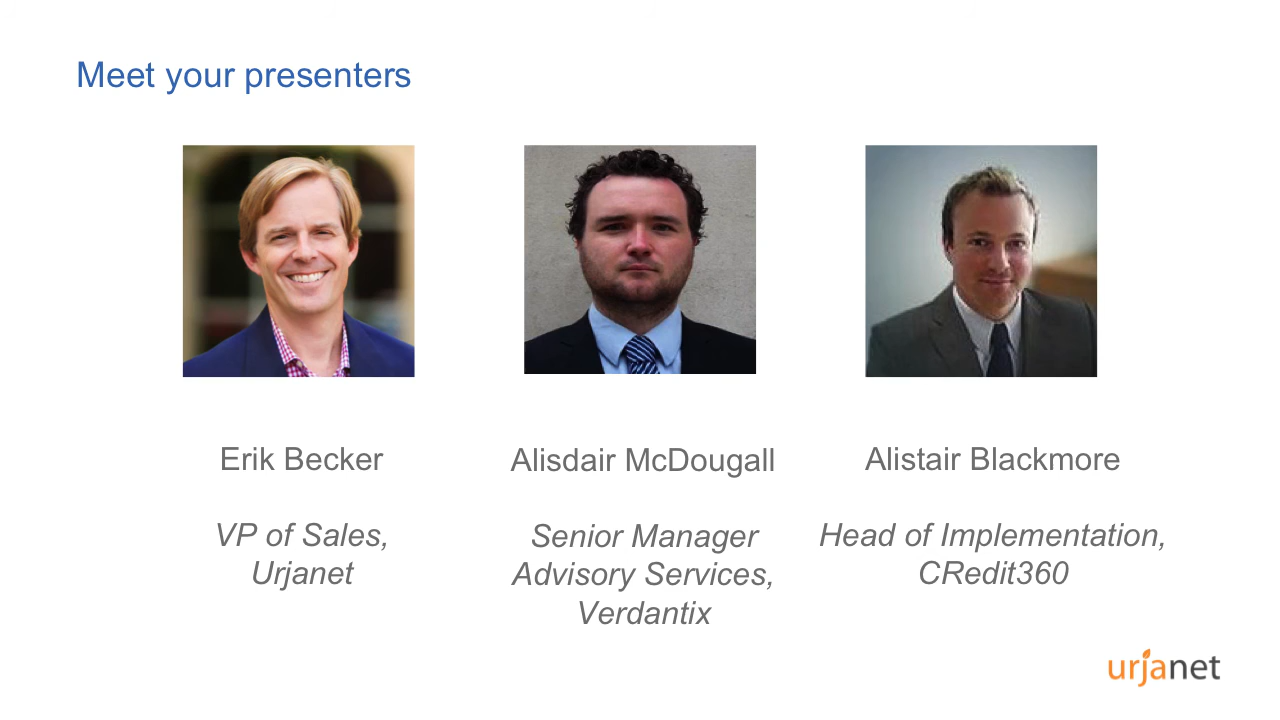 Meet your presenters
Erik Becker
VP of Sales,
Urjanet
Alisdair McDougall
Senior Manager
Advisory Services,
Verdantix
Alistair Blackmore
Head of Implementation,
CRedit360
urjanet